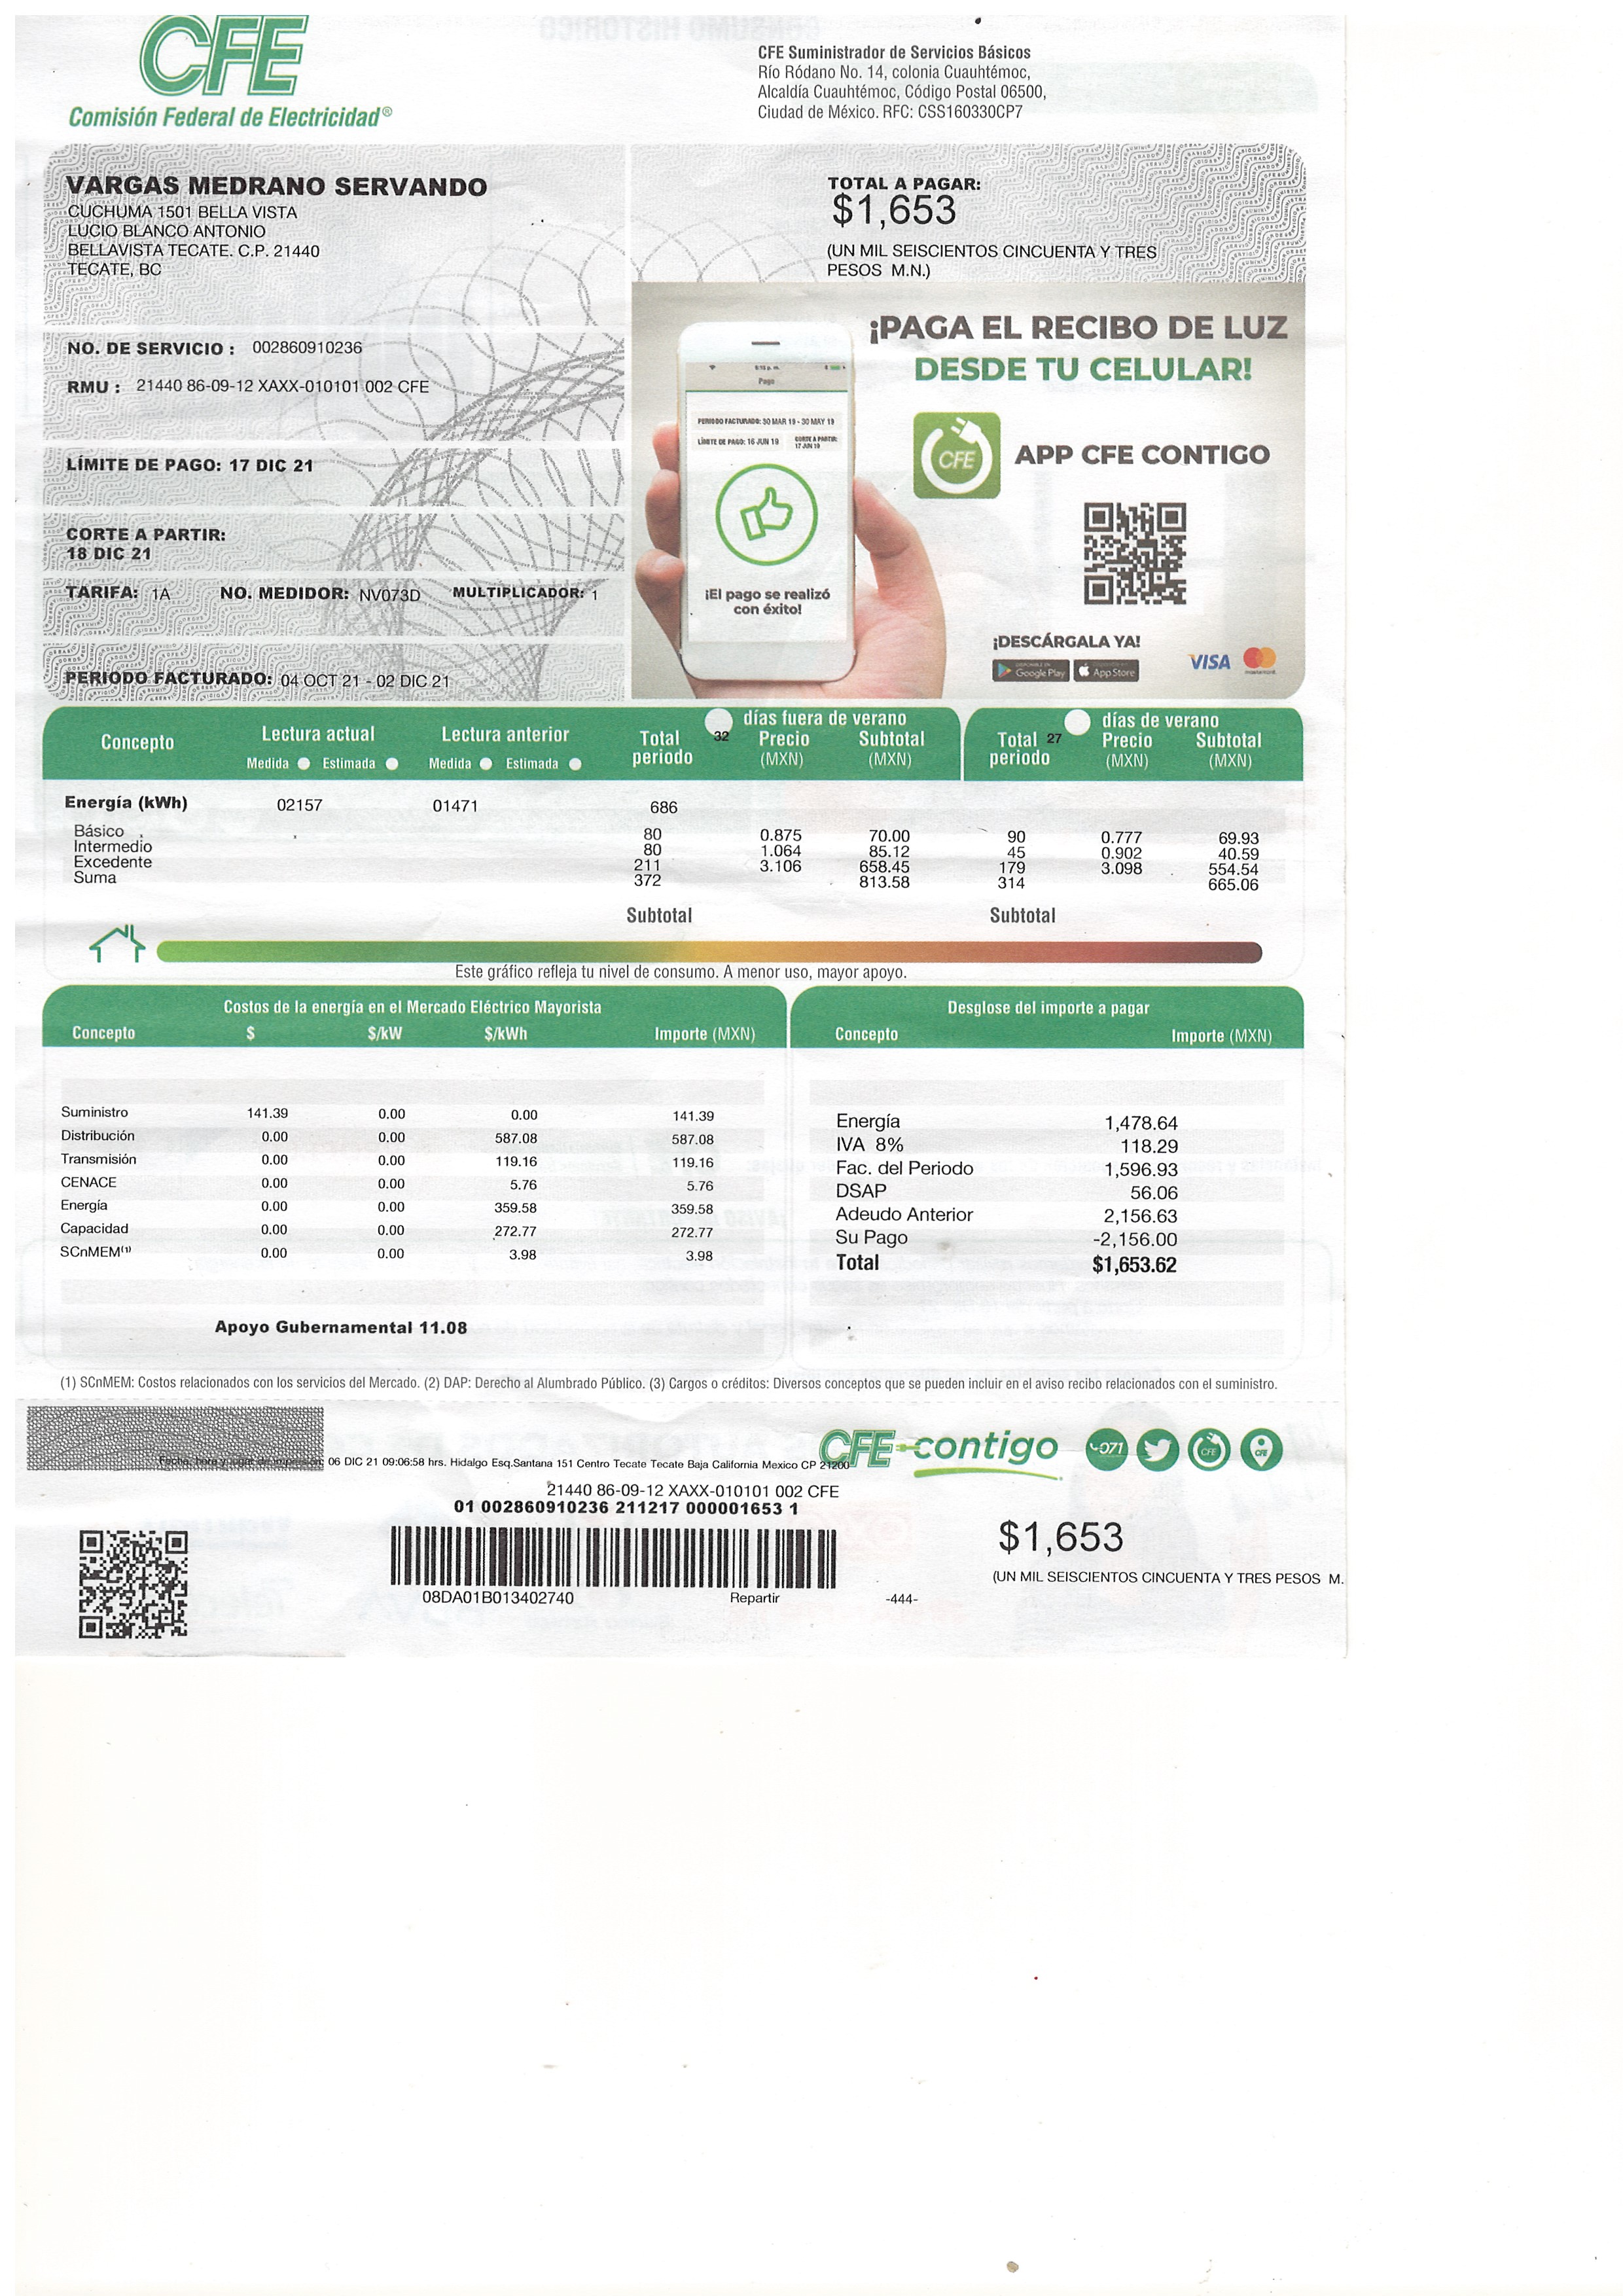 CFE
Comisión Federal de Electricidad®
CFE Suministrador de Servicios Básicos
Río Ródano No. 14, colonia Cuauhtémoc,
Alcaldía Cuauhtémoc, Código Postal 06500,
Ciudad de México. RFC: CSS160330CP7
VARGAS MEDRANO SERVANDO
CUCHUMA 1501 BELLA VISTA
LUCIO BLANCO ANTONIO
BELLAVISTA TECATE. C.P. 21440
TECATE, BC
TOTAL A PAGAR:
$1,653
(UN MIL SEISCIENTOS CINCUENTA Y TRES
PESOS M.N.)
NO. DE SERVICIO : 002860910236
RMU : 21440 86-09-12 XAXX-010101 002 CFE
LÍMITE DE PAGO: 17 DIC 21
CORTE A PARTIR:
18 DIC 21
TARIFA: 1A NO. MEDIDOR: NV073D MULTIPLICADOR: 1
PERIODO FACTURADO: 04 OCT 21 - 02 DIC 21
¡PAGA EL RECIBO DE LUZ
DESDE TU CELULAR!
Pago
PERIODO FACTURADO: 30 MAR 19 - 30 MAY 19
LÍMITE DE PAGO: 16 JUN 19 CORTE A PARTIR:
17 JUN 19
¡El pago se realizó
con éxito!
CFE
APP CFE CONTIGO
¡DESCÁRGALA YA!
Google Play App Store
VISA
Concepto Lectura actual Lectura anterior Total periodo 32 días fuera de verano Precio (MXN) Subtotal (MXN) Total periodo 27 días de verano Precio (MXN) Subtotal (MXN)
Medida Estimada Medida Estimada
Energía (kWh) 02157 01471 686
Básico 80 0.875 70.00 90 0.777 69.93
Intermedio 80 1.064 85.12 45 0.902 40.59
Excedente 211 3.106 658.45 179 3.098 554.54
Suma 372 813.58 314 665.06
Subtotal Subtotal
Este gráfico refleja tu nivel de consumo. A menor uso, mayor apoyo.
Costos de la energía en el Mercado Eléctrico Mayorista
Concepto $ $/kW $/kWh Importe (MXN)
Suministro 141.39 0.00 0.00 141.39
Distribución 0.00 0.00 587.08 587.08
Transmisión 0.00 0.00 119.16 119.16
CENACE 0.00 0.00 5.76 5.76
Energía 0.00 0.00 359.58 359.58
Capacidad 0.00 0.00 272.77 272.77
SCnMEM(1) 0.00 0.00 3.98 3.98
Apoyo Gubernamental 11.08
Desglose del importe a pagar
Concepto Importe (MXN)
Energía 1,478.64
IVA 8% 118.29
Fac. del Periodo 1,596.93
DSAP 56.06
Adeudo Anterior 2,156.63
Su Pago -2,156.00
Total $1,653.62
(1) SCnMEM: Costos relacionados con los servicios del Mercado. (2) DAP: Derecho al Alumbrado Público. (3) Cargos o créditos: Diversos conceptos que se pueden incluir en el aviso recibo relacionados con el suministro.
CFE contigo 071 CFE CFE
Fecha, hora y lugar de impresión: 06 DIC 21 09:06:58 hrs. Hidalgo Esq.Santana 151 Centro Tecate Tecate Baja California Mexico CP 21200
21440 86-09-12 XAXX-010101 002 CFE
01 002860910236 211217 000001653 1
08DA01B013402740 Repartir -444-
$1,653
(UN MIL SEISCIENTOS CINCUENTA Y TRES PESOS M.